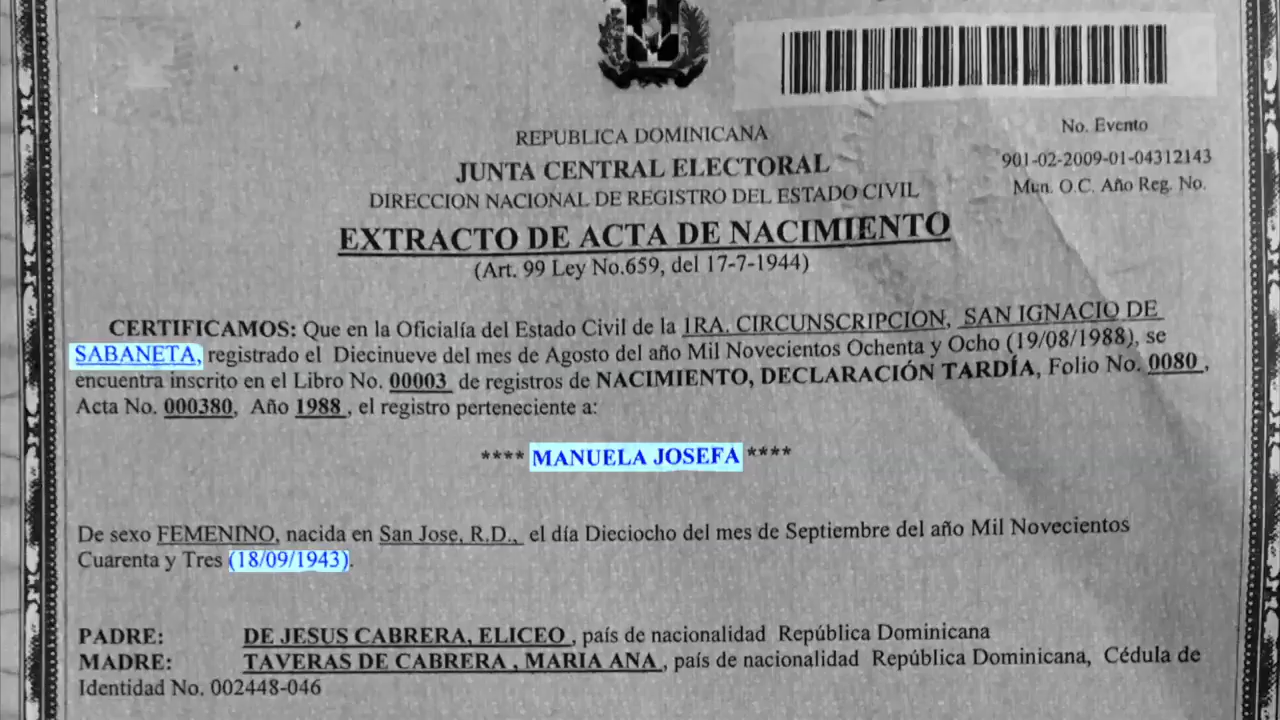 REPUBLICA DOMINICANA
JUNTA CENTRAL ELECTORAL
DIRECCION NACIONAL DE REGISTRO DEL ESTADO CIVIL
EXTRACTO DE ACTA DE NACIMIENTO
(Art. 99 Ley No.659, del 17-7-1944)
No. Evento
901-02-2009-01-04312143
Mun. O.C. Año Reg. No.
CERTIFICAMOS: Que en la Oficialía del Estado Civil de la 1RA. CIRCUNSCRIPCION, SAN IGNACIO DE
SABANETA, registrado el Diecinueve del mes de Agosto del año Mil Novecientos Ochenta y Ocho (19/08/1988), se
encuentra inscrito en el Libro No. 00003 de registros de NACIMIENTO, DECLARACIÓN TARDÍA, Folio No. 0080,
Acta No. 000380, Año 1988, el registro perteneciente a:
**** MANUELA JOSEFA ****
De sexo FEMENINO, nacida en San Jose, R.D., el día Dieciocho del mes de Septiembre del año Mil Novecientos
Cuarenta y Tres (18/09/1943).
PADRE: DE JESUS CABRERA, ELICEO, país de nacionalidad República Dominicana
MADRE: TAVERAS DE CABRERA, MARIA ANA, país de nacionalidad República Dominicana, Cédula de
Identidad No. 002448-046